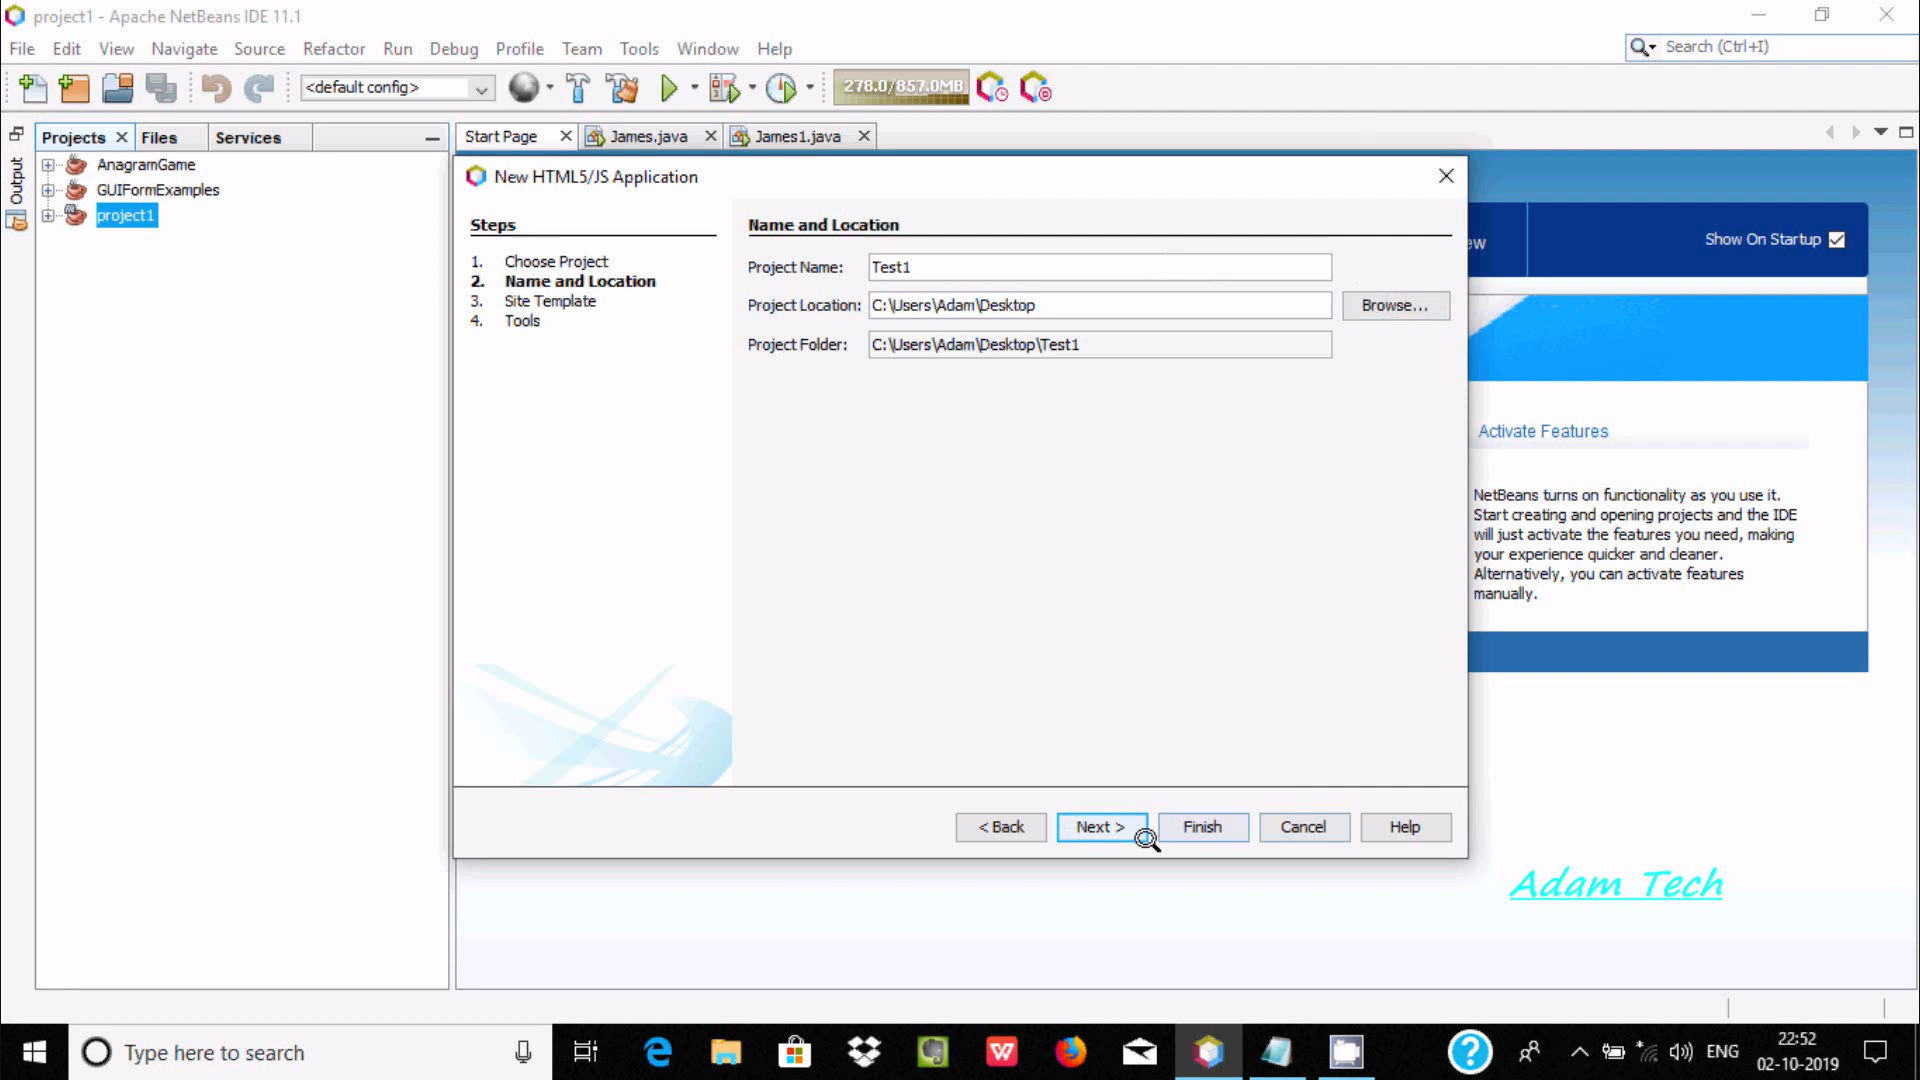 project1 - Apache NetBeans IDE 11.1
File Edit View Navigate Source Refactor Run Debug Profile Team Tools Window Help
Search (Ctrl+I)
<default config>
278.0/857.0MB
Projects Files Services
Start Page James.java James1.java
Output
AnagramGame
GUIFormExamples
project1
New HTML5/JS Application
Steps
1. Choose Project
2. Name and Location
3. Site Template
4. Tools
Name and Location
Project Name: Test1
Project Location: C:\Users\Adam\Desktop Browse...
Project Folder: C:\Users\Adam\Desktop\Test1
< Back Next > Finish Cancel Help
ew
Show On Startup
Activate Features
NetBeans turns on functionality as you use it.
Start creating and opening projects and the IDE
will just activate the features you need, making
your experience quicker and cleaner.
Alternatively, you can activate features
manually.
Adam Tech
Type here to search
ENG
22:52
02-10-2019